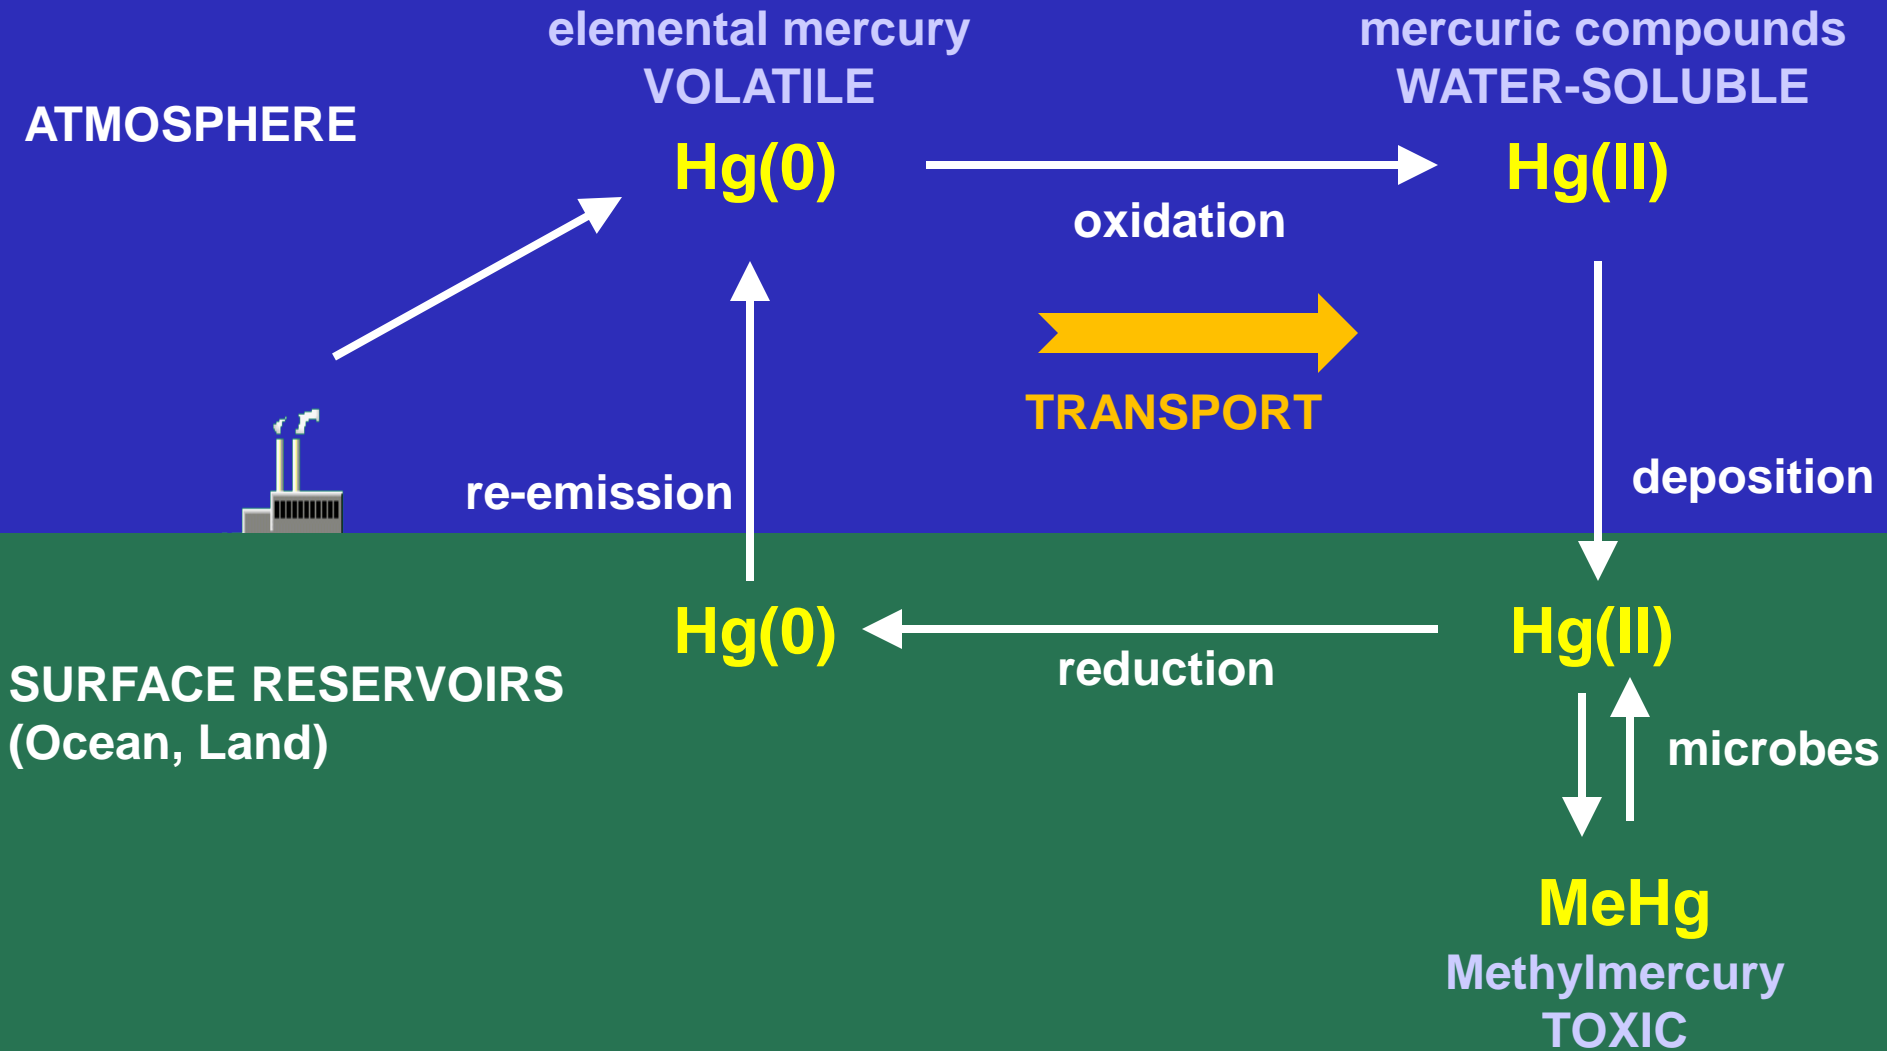 elemental mercury
VOLATILE
mercuric compounds
WATER-SOLUBLE
ATMOSPHERE
Hg(0)
Hg(II)
oxidation
TRANSPORT
re-emission
deposition
Hg(0)
Hg(II)
reduction
SURFACE RESERVOIRS
(Ocean, Land)
microbes
MeHg
Methylmercury
TOXIC